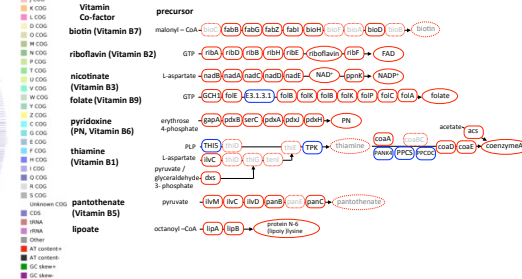 K COG
L COG
D COG
O COG
M COG
N COG
P COG
T COG
U COG
V COG
W COG
Y COG
Z COG
C COG
G COG
E COG
F COG
H COG
I COG
Q COG
R COG
S COG
Unknown COG
CDS
tRNA
rRNA
Other
AT content+
AT content-
GC skew+
GC skew-
Vitamin
Co-factor
precursor
biotin (Vitamin B7)
malonyl – CoA
bioC fabB fabG fabZ fabI bioH bioF bioA bioD bioB biotin
riboflavin (Vitamin B2)
GTP ribA ribD ribB ribH ribE riboflavin ribF FAD
nicotinate
(Vitamin B3)
L-aspartate nadB nadA nadC nadD nadE NAD⁺ ppnK NADP⁺
folate (Vitamin B9)
GTP GCH1 folE E3.1.3.1 folB folK folB folK folP folC folA folate
pyridoxine
(PN, Vitamin B6)
erythrose
4-phosphate
gapA pdxB serC pdxA pdxJ pdxH PN
thiamine
(Vitamin B1)
PLP THIS thiD thiE TPK thiamine
L-aspartate ilvC thiO thiG tenI
pyruvate /
glyceraldehyde
3- phosphate
dxs
acetate acs
coaA coaBC
PANK4 PPCS PPCDC coaD coaE coenzymeA
pantothenate
(Vitamin B5)
pyruvate ilvM ilvC ilvD panB panE panC pantothenate
lipoate
octanoyl –CoA lipA lipB protein N-6
(lipoiy )lysine